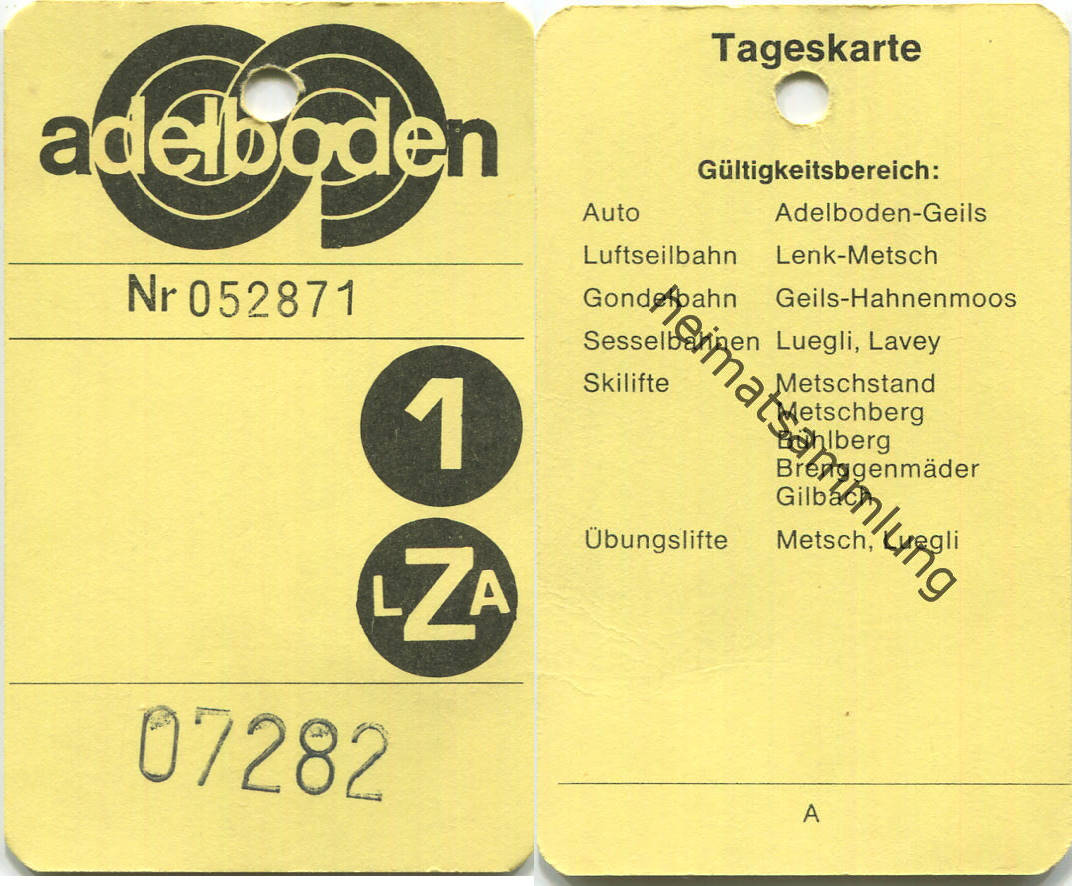 adelboden
Nr 052871
1
LZA
07282
Tageskarte
Gültigkeitsbereich:
Auto Adelboden-Geils
Luftseilbahn Lenk-Metsch
Gondelbahn Geils-Hahnenmoos
Sesselbahnen Luegli, Lavey
Skilifte Metschstand
Metschberg
Bühlberg
Brenggenmäder
Gilbach
Übungslifte Metsch, Luegli
A
heimatsammlung